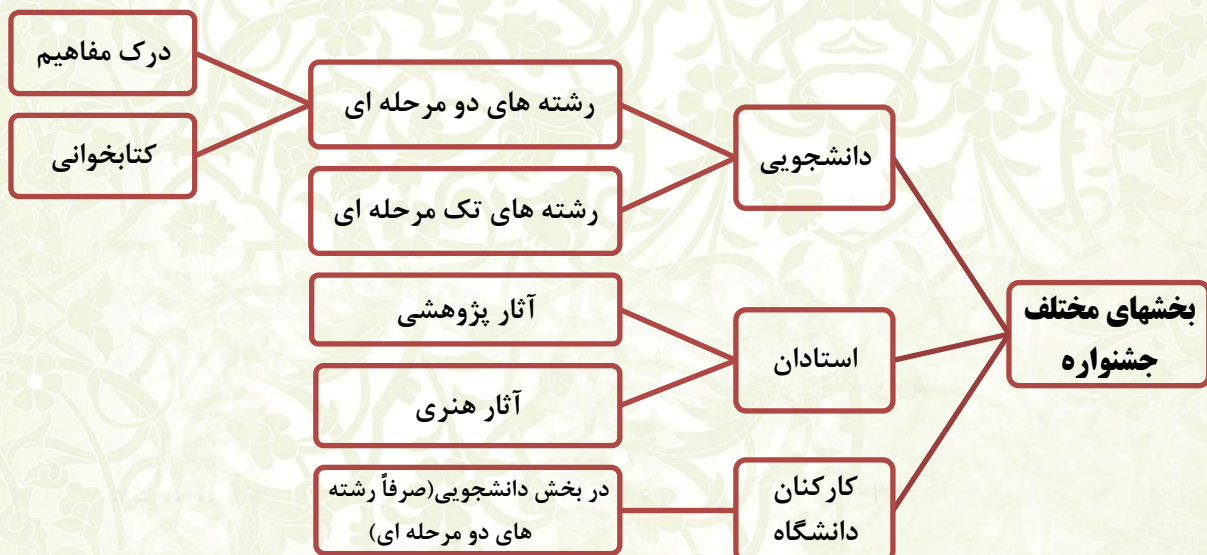 بخشهای مختلف
جشنواره
دانشجویی
رشته های دو مرحله ای
درک مفاهیم
کتابخوانی
رشته های تک مرحله ای
استادان
آثار پژوهشی
آثار هنری
کارکنان
دانشگاه
در بخش دانشجویی(صرفاً رشته
های دو مرحله ای)